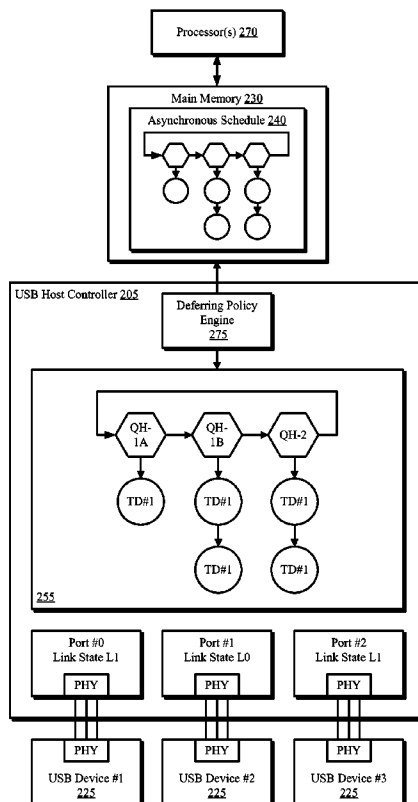 Processor(s) 270
Main Memory 230
Asynchronous Schedule 240
USB Host Controller 205
Deferring Policy
Engine
275
QH-
1A
QH-
1B
QH-2
TD#1
TD#1
TD#1
TD#1
TD#1
255
Port #0
Link State L1
Port #1
Link State L0
Port #2
Link State L1
PHY
PHY
PHY
PHY
PHY
PHY
USB Device #1
225
USB Device #2
225
USB Device #3
225